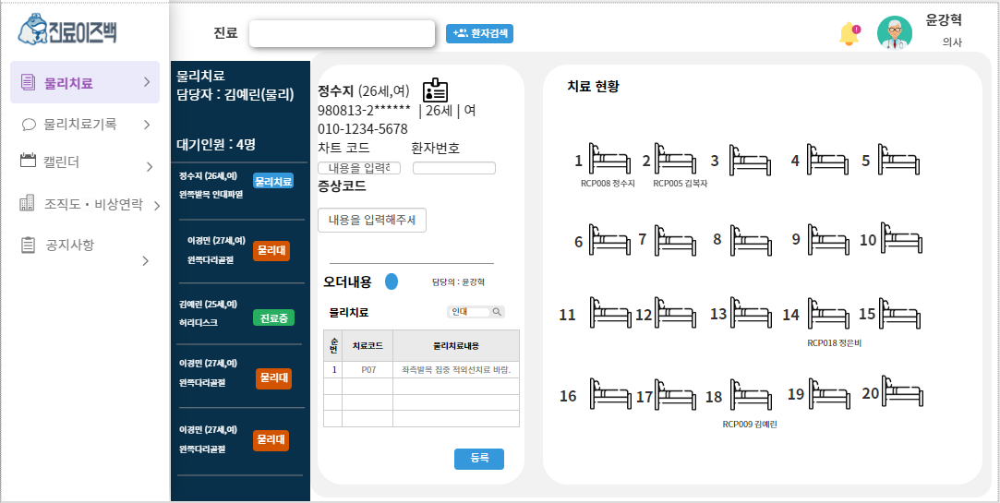 진료이즈백
진료
+ 환자검색
윤강혁
의사
물리치료
물리치료기록
캘린더
조직도・비상연락
공지사항
물리치료
담당자 : 김예린(물리)
대기인원 : 4명
정수지 (26세,여)
물리치료
왼쪽발목 인대파열
이경민 (27세,여)
물리대
왼쪽다리골절
김예린 (25세,여)
진료중
허리디스크
이경민 (27세,여)
물리대
왼쪽다리골절
이경민 (27세,여)
물리대
왼쪽다리골절
정수지 (26세,여)
980813-2****** | 26세 | 여
010-1234-5678
차트 코드 환자번호
내용을 입력
증상코드
내용을 입력해주
오더내용
담당의 : 윤강혁
물리치료
인대
순번 치료코드 물리치료내용
1 P07 좌측발목 집중 적외선치료 바람.
등록
치료 현황
1 2 3 4 5
RCP008 정수지 RCP005 김복자
6 7 8 9 10
11 12 13 14 15
RCP018 정은비
16 17 18 19 20
RCP009 김예린